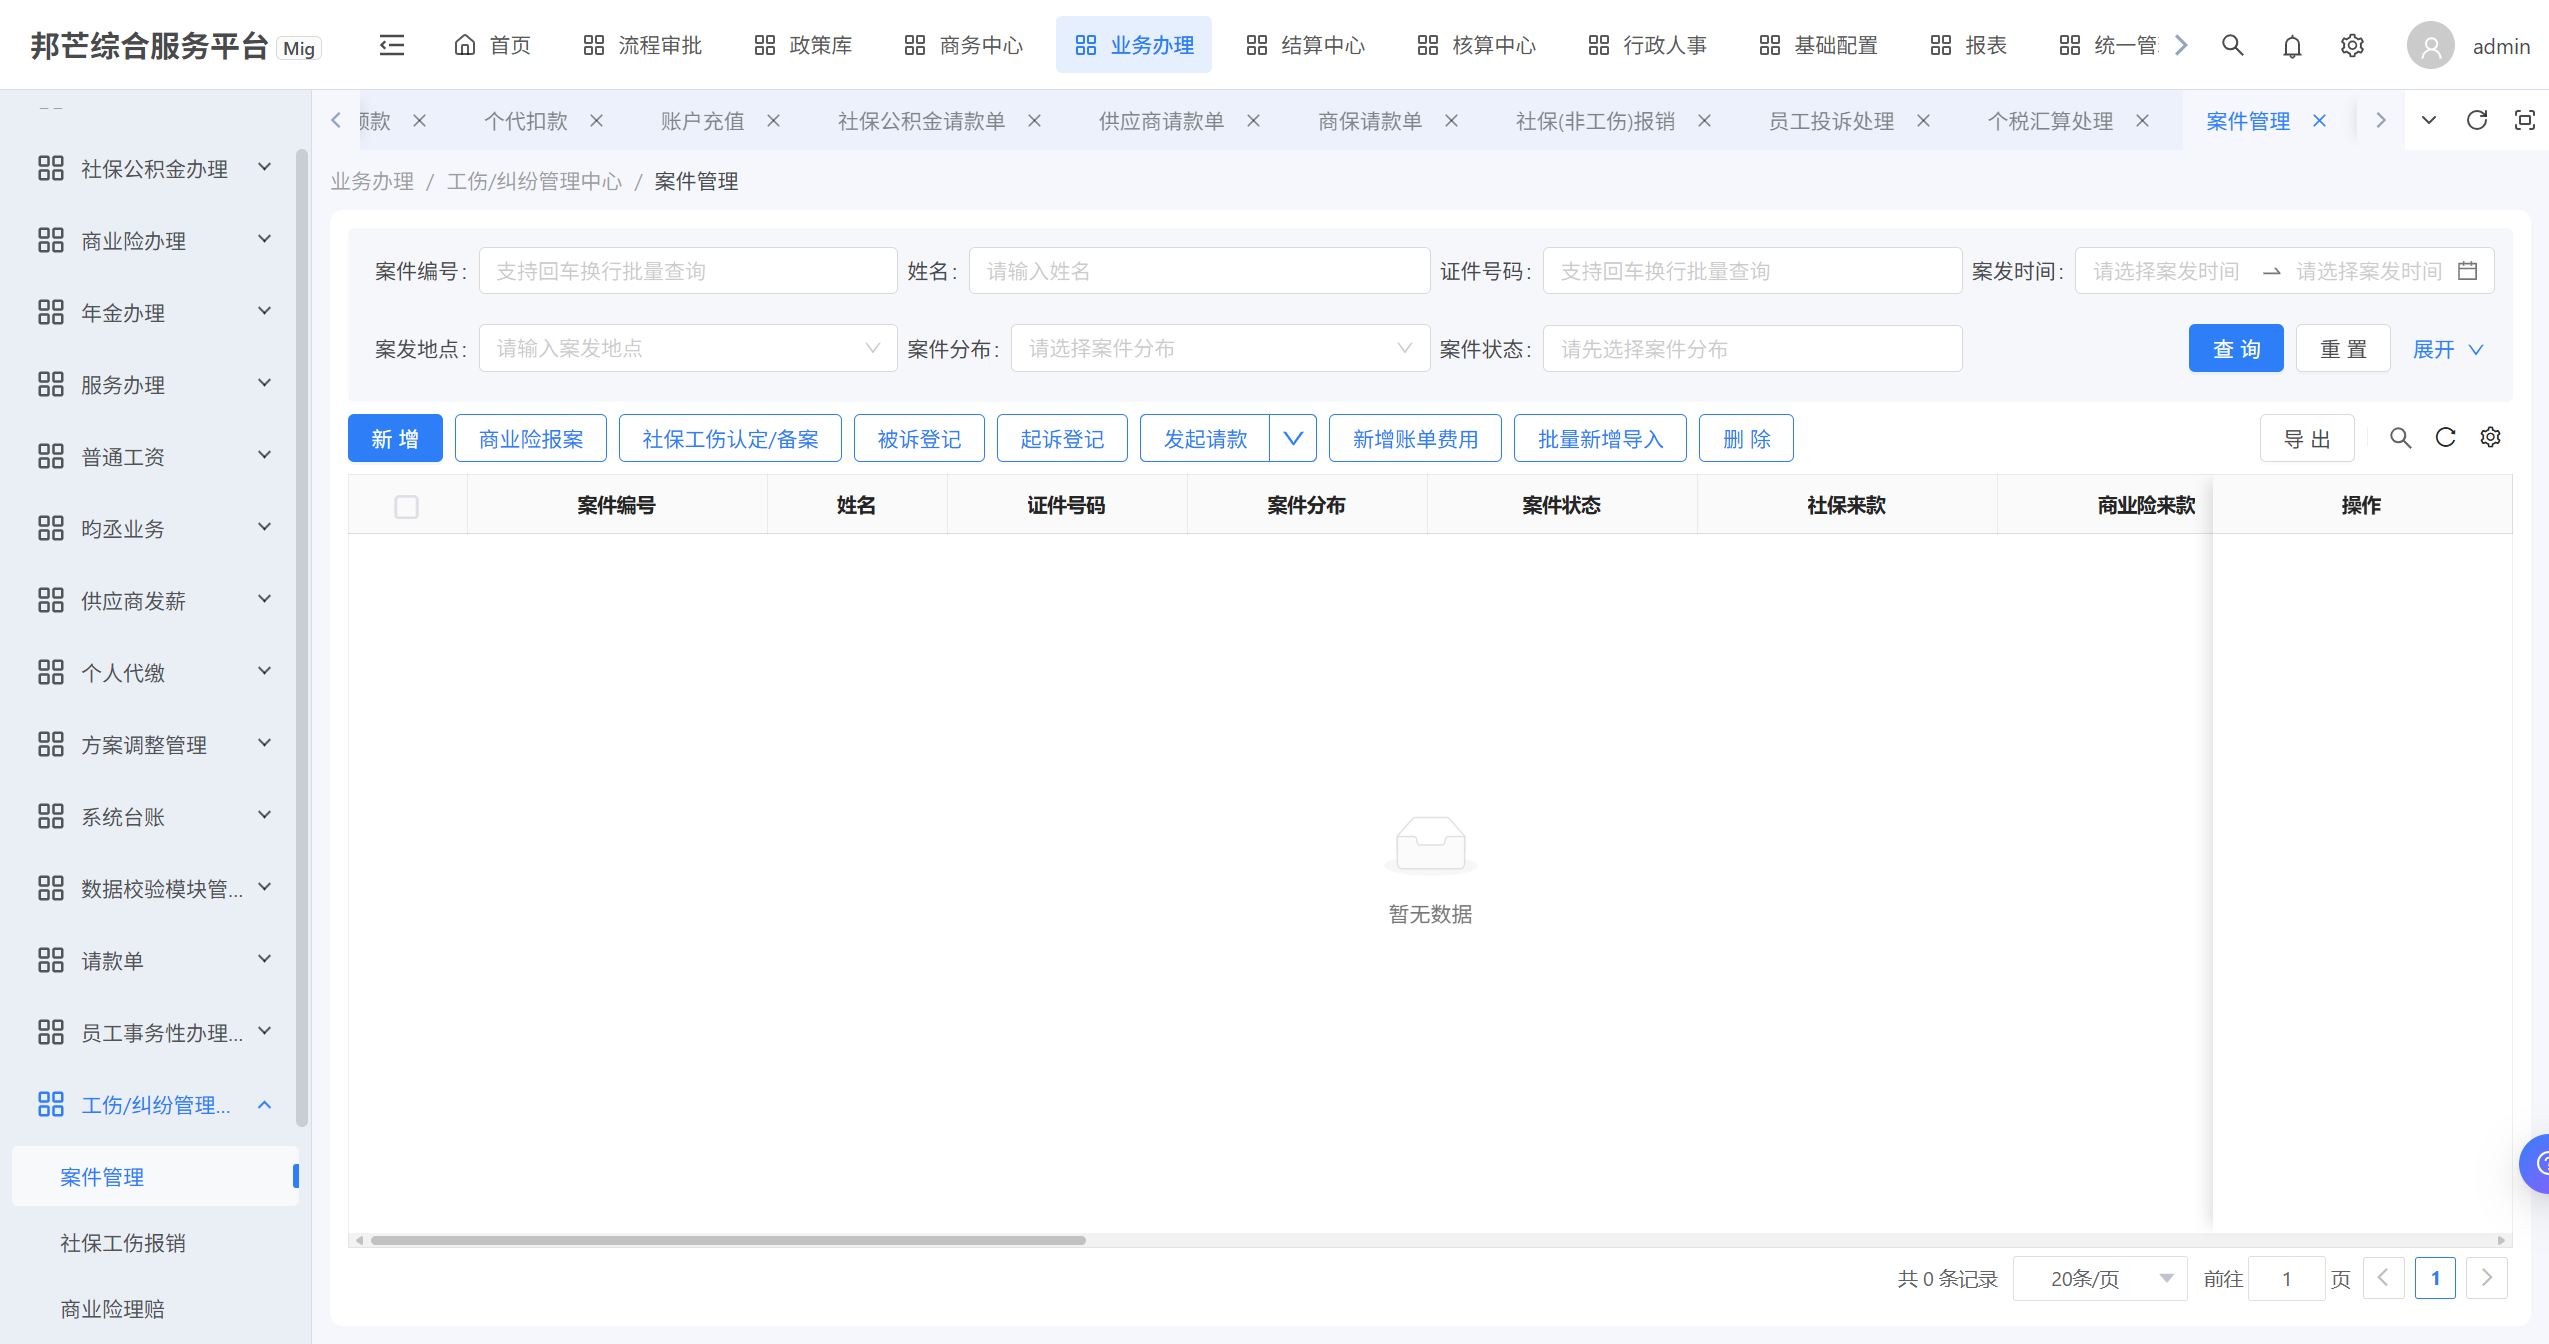 邦芒综合服务平台 Mig 首页 流程审批 政策库 商务中心 业务办理 结算中心 核算中心 行政人事 基础配置 报表 统一管 admin
款 个代扣款 账户充值 社保公积金请款单 供应商请款单 商保请款单 社保(非工伤)报销 员工投诉处理 个税汇算处理 案件管理
业务办理 / 工伤/纠纷管理中心 / 案件管理
社保公积金办理
商业险办理
年金办理
服务办理
普通工资
昀丞业务
供应商发薪
个人代缴
方案调整管理
系统台账
数据校验模块管...
请款单
员工事务性办理...
工伤/纠纷管理...
案件管理
社保工伤报销
商业险理赔
案件编号: 支持回车换行批量查询 姓名: 请输入姓名 证件号码: 支持回车换行批量查询 案发时间: 请选择案发时间 请选择案发时间
案发地点: 请输入案发地点 案件分布: 请选择案件分布 案件状态: 请先选择案件分布 查 询 重 置 展开
新 增 商业险报案 社保工伤认定/备案 被诉登记 起诉登记 发起请款 新增账单费用 批量新增导入 删 除 导 出
案件编号 姓名 证件号码 案件分布 案件状态 社保来款 商业险来款 操作
暂无数据
共 0 条记录 20条/页 前往 1 页 1